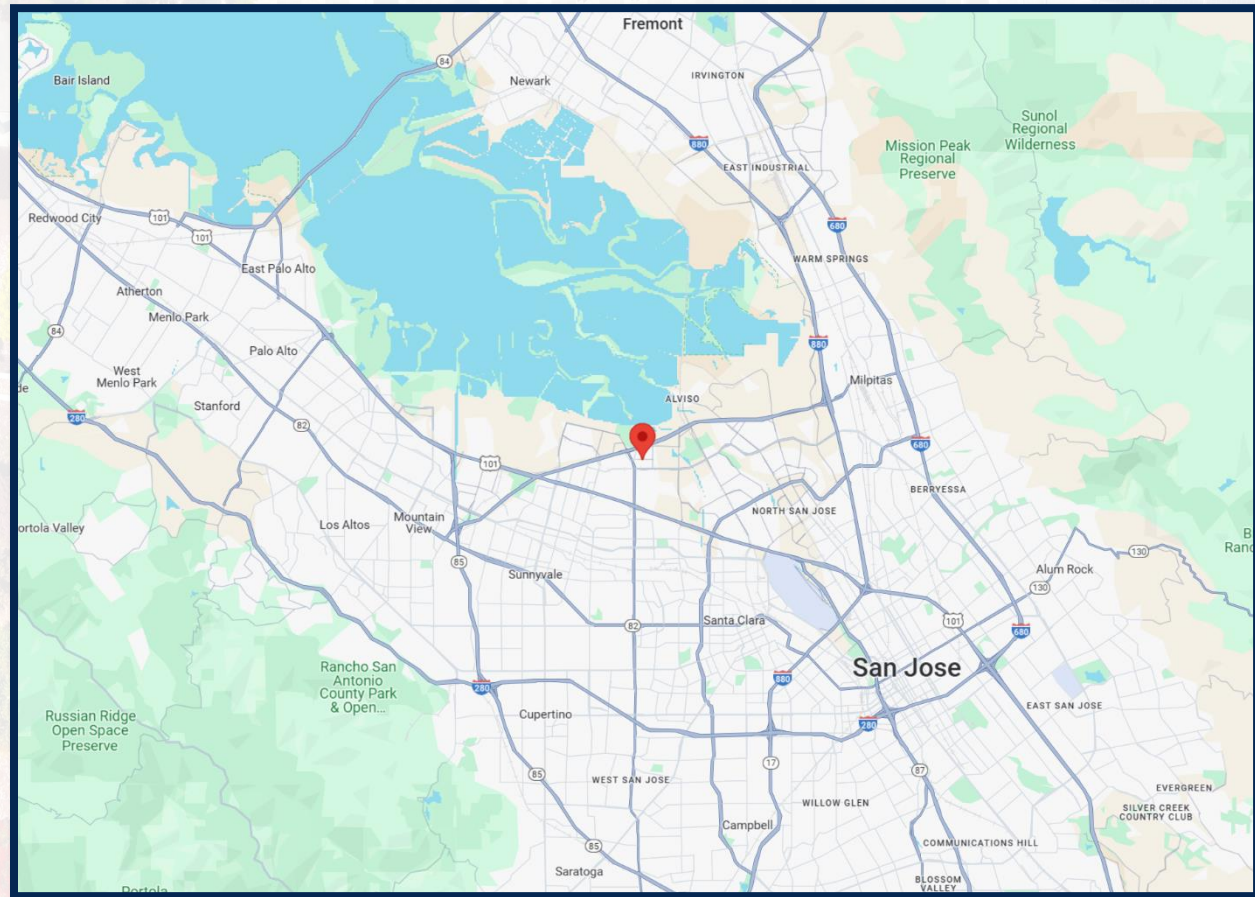 Fremont
84
Bair Island
Newark
IRVINGTON
Sunol
Regional
Wilderness
880
Mission Peak
Regional
Preserve
EAST INDUSTRIAL
Redwood City
101
101
680
East Palo Alto
WARM SPRINGS
Atherton
Menlo Park
84
880
Palo Alto
West
Menlo Park
Milpitas
ALVISO
280
Stanford
82
680
101
BERRYESSA
NORTH SAN JOSE
Los Altos
Mountain
View
ortola Valley
B
Ranc
130
85
Sunnyvale
Alum Rock
130
Santa Clara
82
101
680
Rancho San
Antonio
County Park
& Open...
San Jose
880
280
EAST SAN JOSE
Cupertino
280
Russian Ridge
Open Space
Preserve
17
87
85
WEST SAN JOSE
EVERGREEN
WILLOW GLEN
SILVER CREEK
COUNTRY CLUB
Campbell
COMMUNICATIONS HILL
85
Saratoga
BLOSSOM
VALLEY
Portola